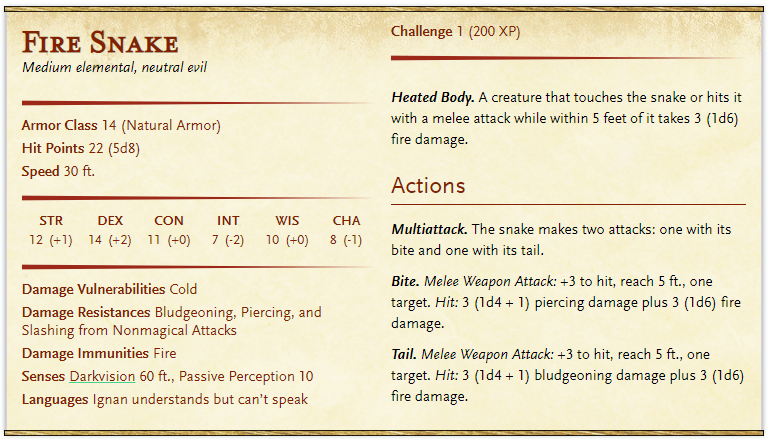 Fire Snake
Medium elemental, neutral evil
Armor Class 14 (Natural Armor)
Hit Points 22 (5d8)
Speed 30 ft.
STR DEX CON INT WIS CHA
12 (+1) 14 (+2) 11 (+0) 7 (-2) 10 (+0) 8 (-1)
Damage Vulnerabilities Cold
Damage Resistances Bludgeoning, Piercing, and
Slashing from Nonmagical Attacks
Damage Immunities Fire
Senses Darkvision 60 ft., Passive Perception 10
Languages Ignan understands but can't speak
Challenge 1 (200 XP)
Heated Body. A creature that touches the snake or hits it
with a melee attack while within 5 feet of it takes 3 (1d6)
fire damage.
Actions
Multiattack. The snake makes two attacks: one with its
bite and one with its tail.
Bite. Melee Weapon Attack: +3 to hit, reach 5 ft., one
target. Hit: 3 (1d4 + 1) piercing damage plus 3 (1d6) fire
damage.
Tail. Melee Weapon Attack: +3 to hit, reach 5 ft., one
target. Hit: 3 (1d4 + 1) bludgeoning damage plus 3 (1d6)
fire damage.